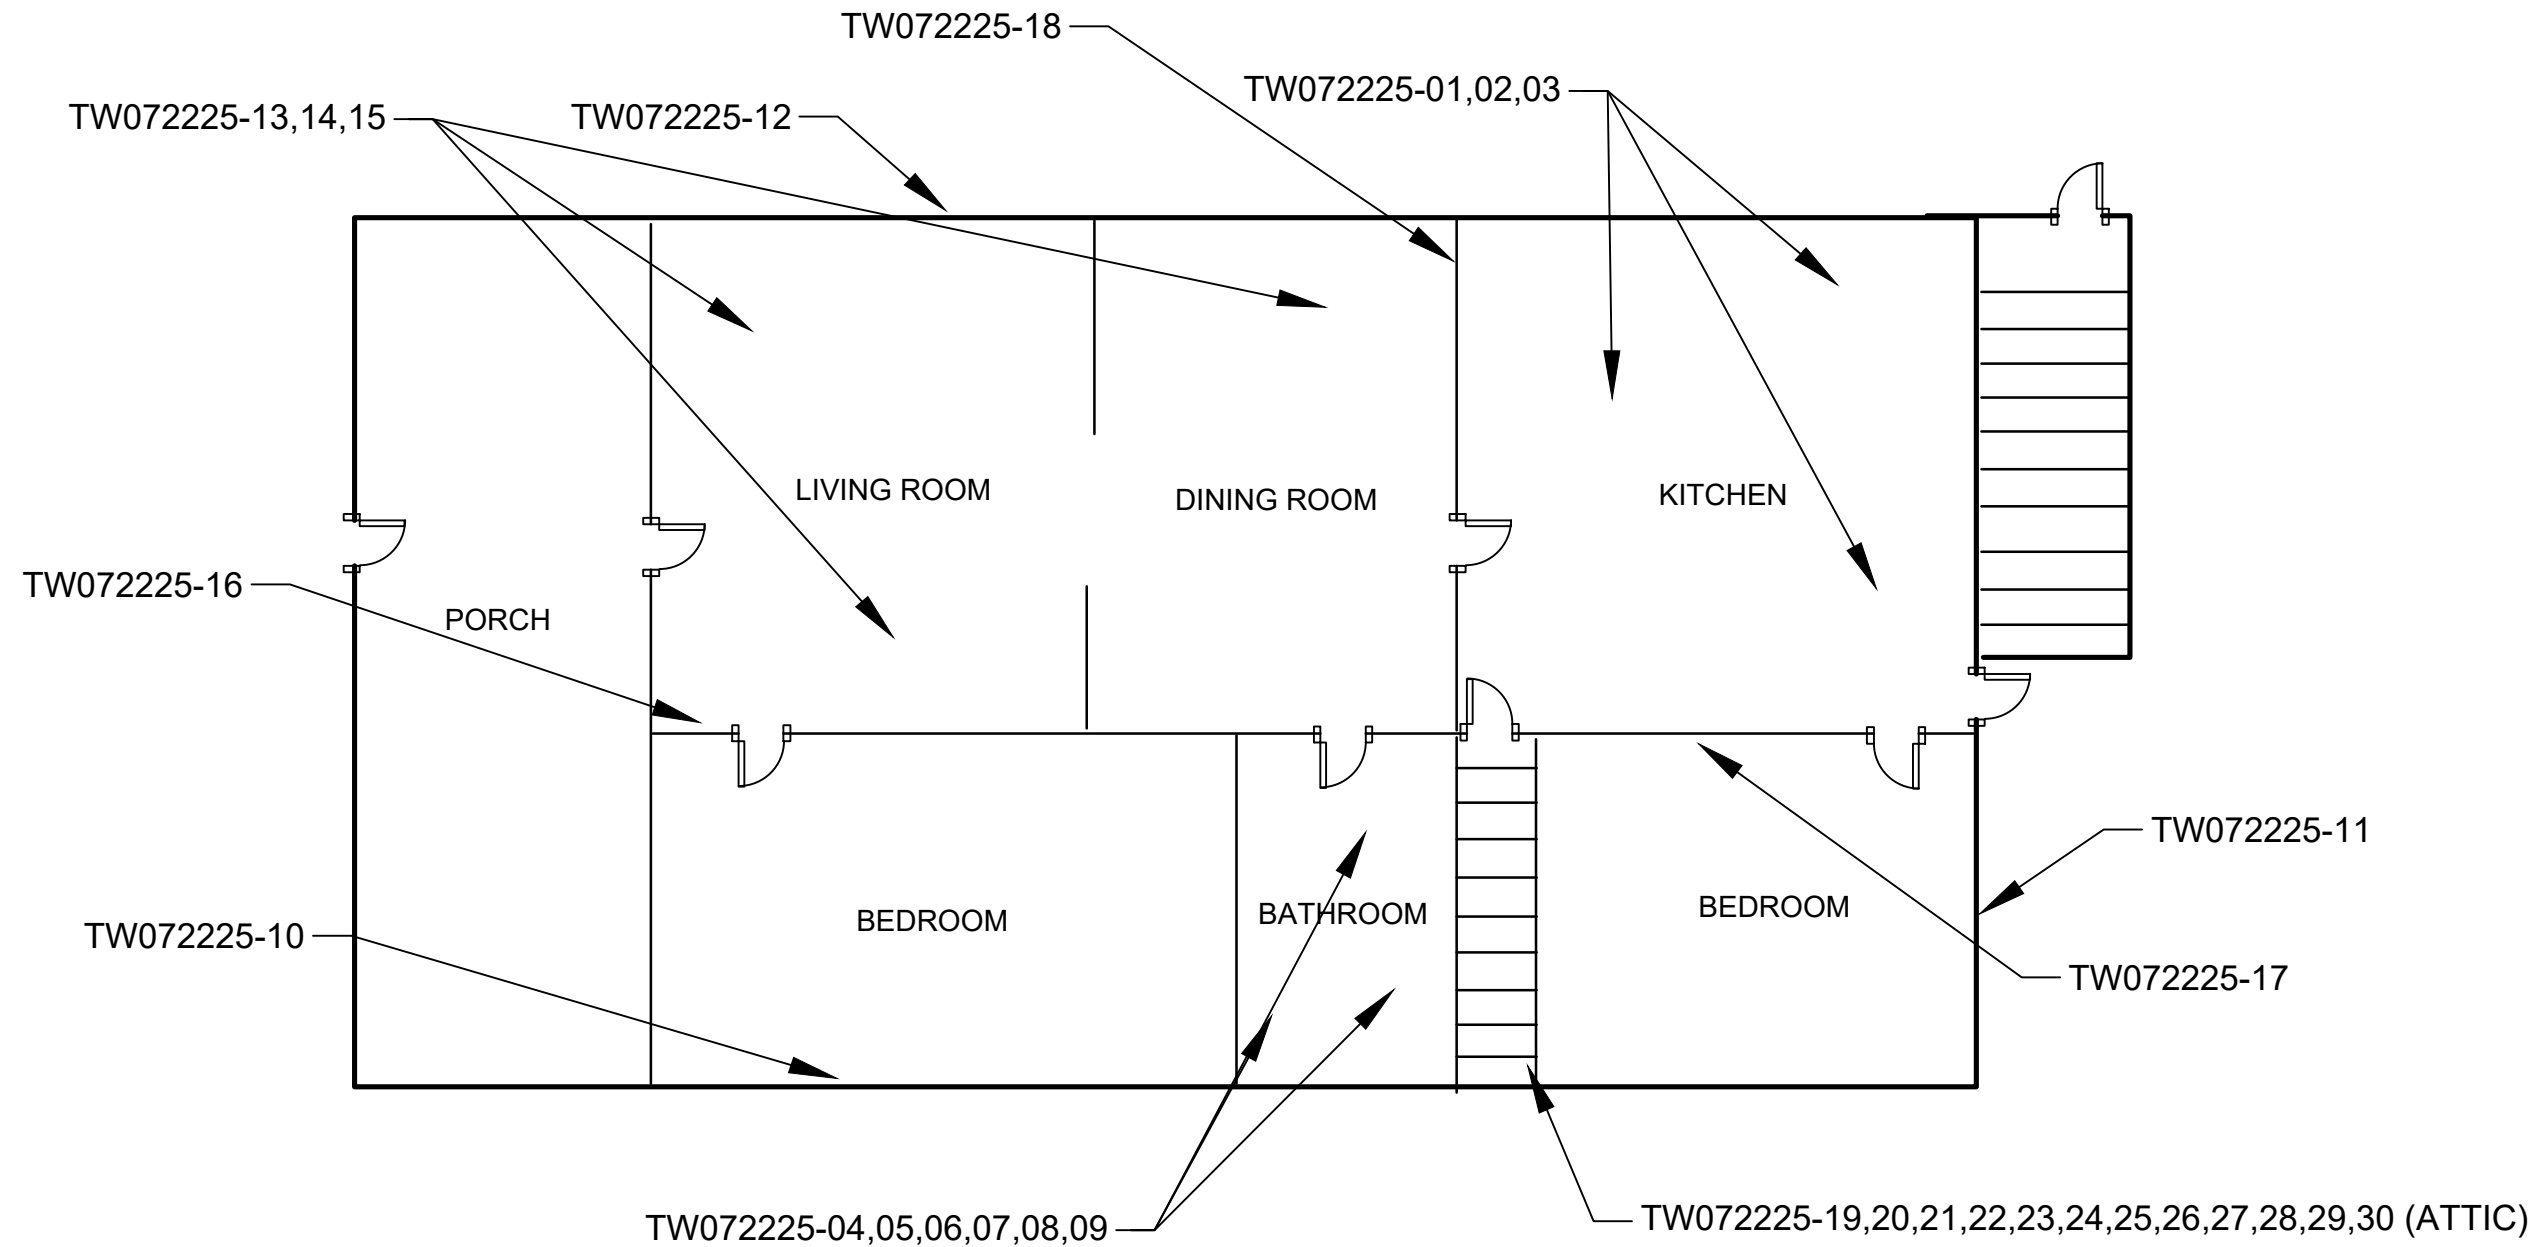 TW072225-18
TW072225-01,02,03
TW072225-13,14,15
TW072225-12
LIVING ROOM
DINING ROOM
KITCHEN
TW072225-16
PORCH
TW072225-11
BEDROOM
BATHROOM
BEDROOM
TW072225-10
TW072225-17
TW072225-04,05,06,07,08,09
TW072225-19,20,21,22,23,24,25,26,27,28,29,30 (ATTIC)